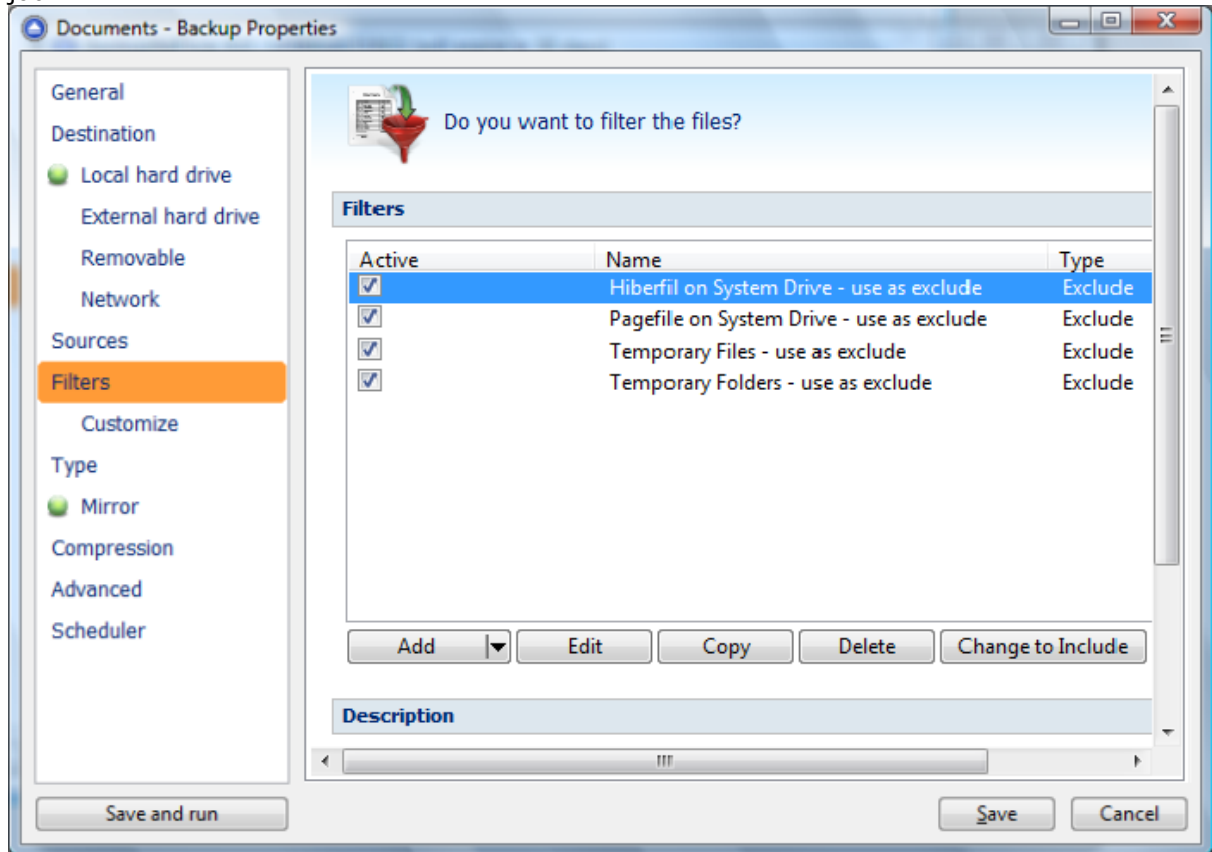 Documents - Backup Properties
General
Destination
Local hard drive
External hard drive
Removable
Network
Sources
Filters
Customize
Type
Mirror
Compression
Advanced
Scheduler
Do you want to filter the files?
Filters
Active Name Type
Hiberfil on System Drive - use as exclude Exclude
Pagefile on System Drive - use as exclude Exclude
Temporary Files - use as exclude Exclude
Temporary Folders - use as exclude Exclude
Add Edit Copy Delete Change to Include
Description
Save and run Save Cancel